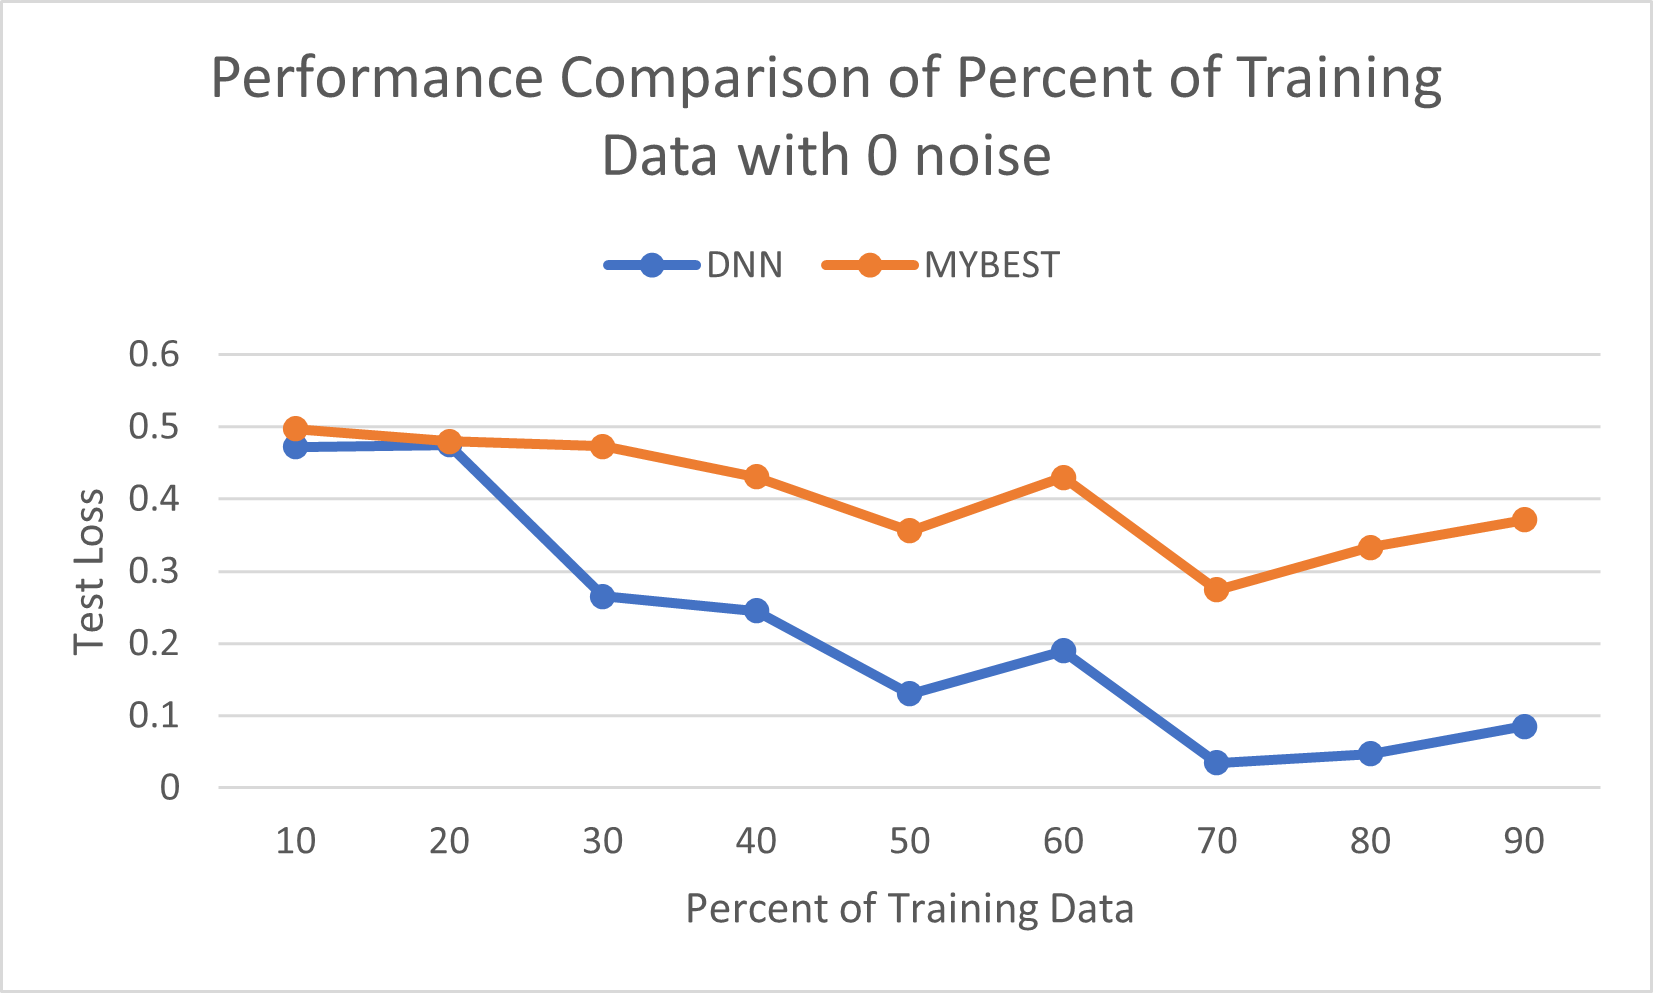 Performance Comparison of Percent of Training
Data with 0 noise
DNN MYBEST
0.6
0.5
0.4
0.3
0.2
0.1
0
Test Loss
10 20 30 40 50 60 70 80 90
Percent of Training Data